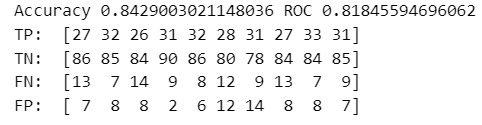 Accuracy 0.8429003021148036 ROC 0.81845594696062
TP:  [27 32 26 31 32 28 31 27 33 31]
TN:  [86 85 84 90 86 80 78 84 84 85]
FN:  [13  7 14  9  8 12  9 13  7  9]
FP:  [ 7  8  8  2  6 12 14  8  8  7]